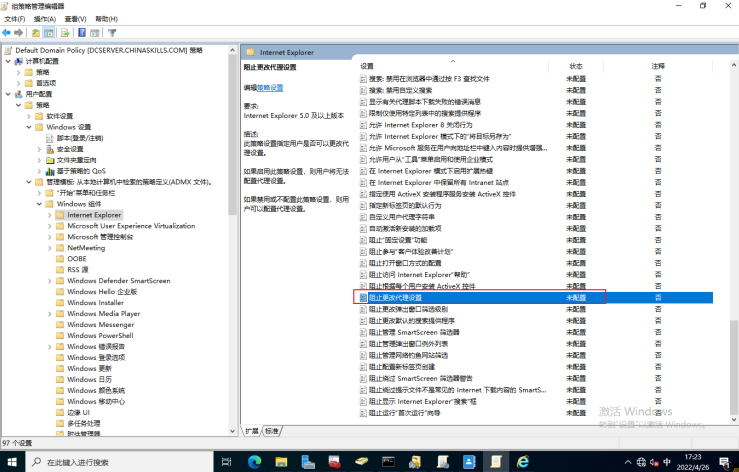 组策略管理编辑器
文件(F) 操作(A) 查看(V) 帮助(H)
Default Domain Policy [DCSERVER.CHINASKILLS.COM] 策略
计算机配置
策略
首选项
用户配置
策略
软件设置
Windows 设置
脚本(登录/注销)
安全设置
文件夹重定向
基于策略的 QoS
管理模板: 从本地计算机中检索的策略定义(ADMX 文件)。
"开始"菜单和任务栏
Windows 组件
Internet Explorer
Microsoft User Experience Virtualization
Microsoft 管理控制台
NetMeeting
OOBE
RSS 源
Windows Defender SmartScreen
Windows Hello 企业版
Windows Installer
Windows Media Player
Windows Messenger
Windows PowerShell
Windows 错误报告
Windows 登录选项
Windows 更新
Windows 日历
Windows 颜色系统
Windows 移动中心
边缘 UI
多任务处理
附件管理器
Internet Explorer
阻止更改代理设置
编辑策略设置
要求:
Internet Explorer 5.0 及以上版本
描述:
此策略设置指定用户是否可以更改代理设置。
如果启用此策略设置，则用户将无法配置代理设置。
如果禁用或不配置此策略设置，则用户可以配置代理设置。
设置 状态 注释
搜索: 禁用在浏览器中通过按 F3 查找文件 未配置 否
搜索: 禁用自定义搜索 未配置 否
显示有关代理脚本下载失败的错误消息 未配置 否
限制仅使用特定列表中的搜索提供程序 未配置 否
允许 Internet Explorer 8 关闭行为 未配置 否
允许 Internet Explorer 模式下的"将目标另存为" 未配置 否
允许 Microsoft 服务在用户向地址栏中键入内容时提供增强... 未配置 否
允许用户从"工具"菜单启用和使用企业模式 未配置 否
在 Internet Explorer 模式下启用扩展热键 未配置 否
在 Internet Explorer 中保留所有 Intranet 站点 未配置 否
指定使用 ActiveX 安装程序服务安装 ActiveX 控件 未配置 否
指定新标签页的默认行为 未配置 否
自定义用户代理字符串 未配置 否
自动激活新安装的加载项 未配置 否
阻止"固定设置"功能 未配置 否
阻止参与"客户体验改善计划" 未配置 否
阻止打开窗口方式的配置 未配置 否
阻止访问 Internet Explorer"帮助" 未配置 否
阻止根据每个用户安装 ActiveX 控件 未配置 否
阻止更改代理设置 未配置 否
阻止更改弹出窗口筛选级别 未配置 否
阻止更改默认的搜索提供程序 未配置 否
阻止管理 SmartScreen 筛选器 未配置 否
阻止管理弹出窗口例外列表 未配置 否
阻止管理网络钓鱼网站筛选 未配置 否
阻止配置新标签页创建 未配置 否
阻止绕过 SmartScreen 筛选器警告 未配置 否
阻止绕过提示文件不是常见的 Internet 下载内容的 SmartS... 未配置 否
阻止显示 Internet Explorer"搜索"框 未配置 否
阻止运行"首次运行"向导 未配置 否
激活 Windows
转到"设置"以激活 Windows。
扩展 标准
97 个设置
在此键入进行搜索
中
17:23
2022/4/26